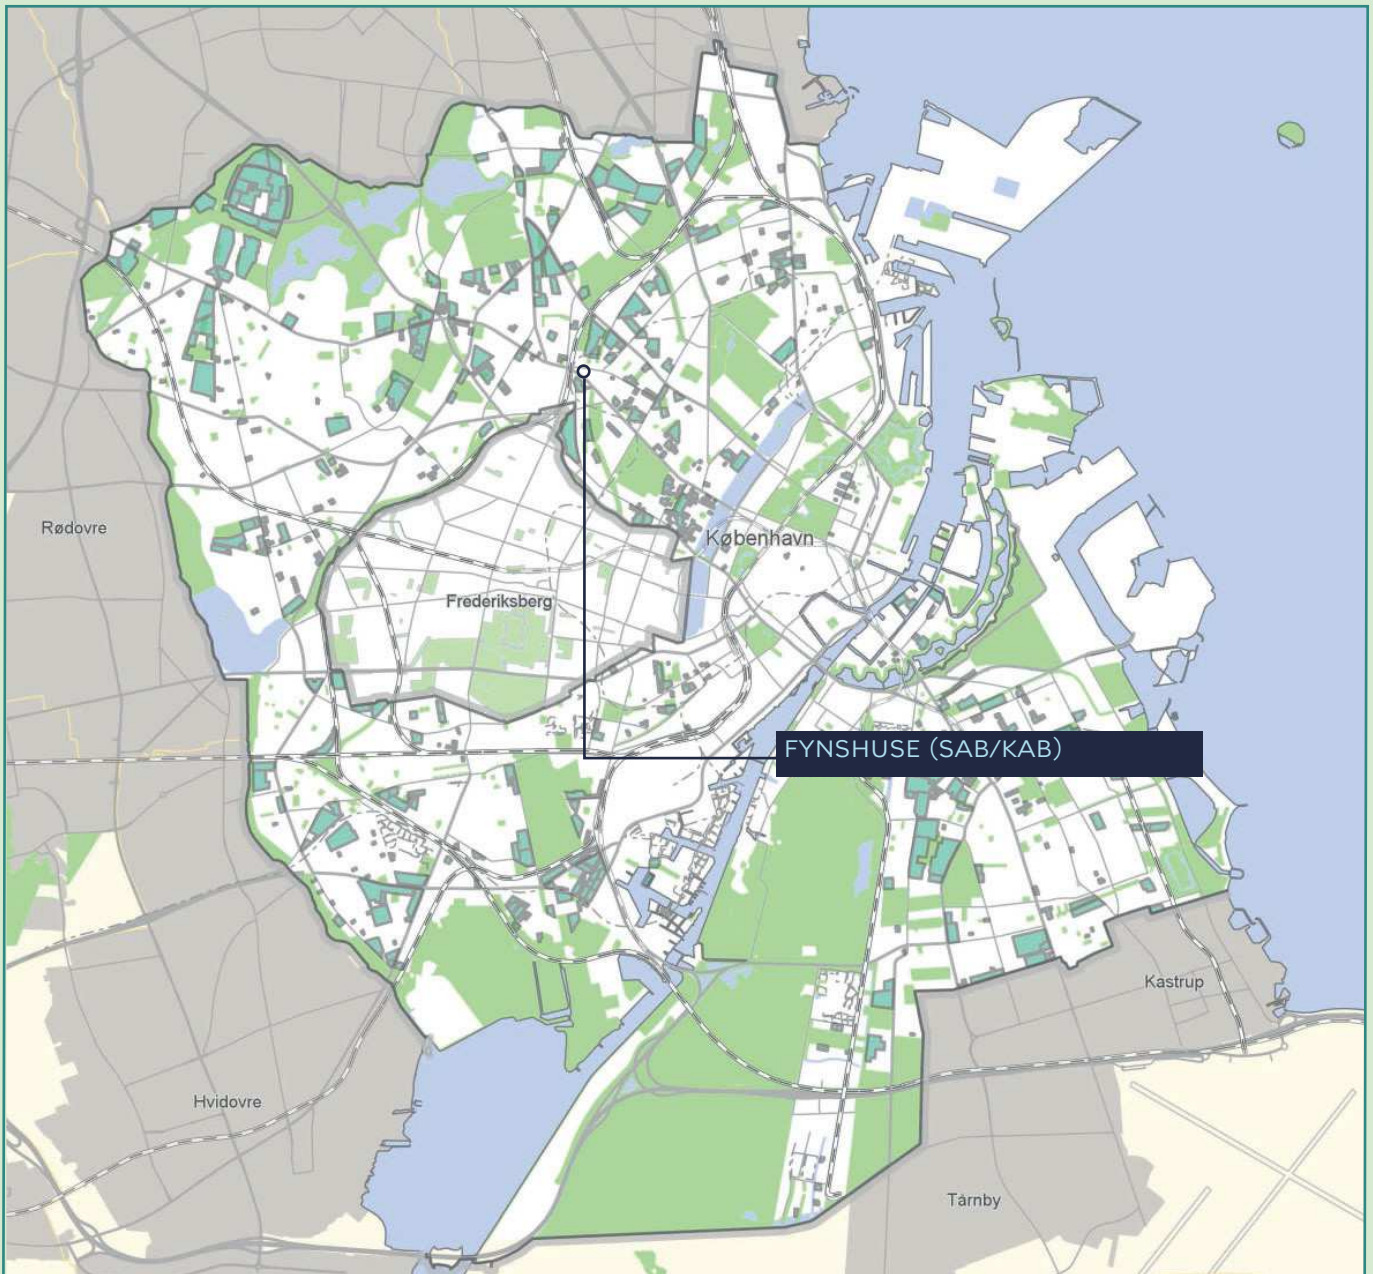 Rødovre
København
Frederiksberg
FYNSHUSE (SAB/KAB)
Kastrup
Hvidovre
Tårnby